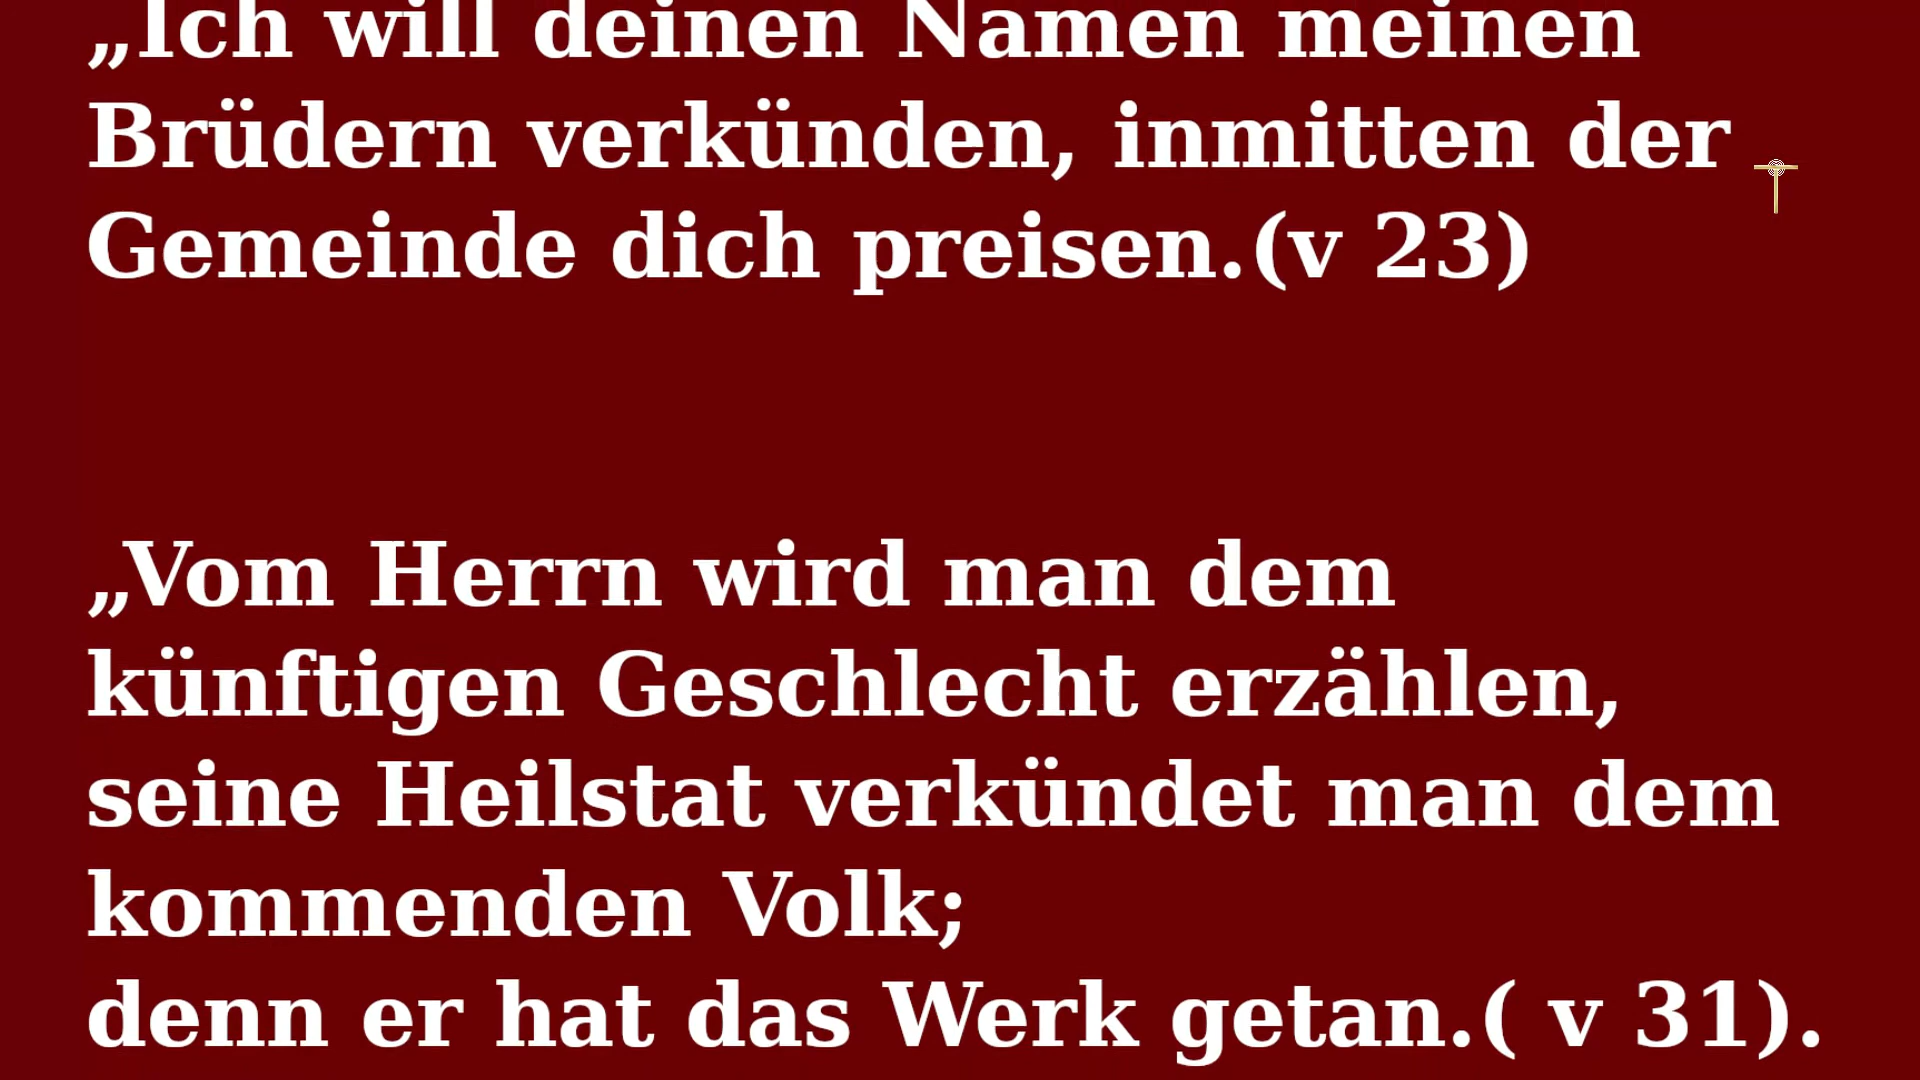 „Ich will deinen Namen meinen
Brüdern verkünden, inmitten der
Gemeinde dich preisen.(v 23)
„Vom Herrn wird man dem
künftigen Geschlecht erzählen,
seine Heilstat verkündet man dem
kommenden Volk;
denn er hat das Werk getan.( v 31).